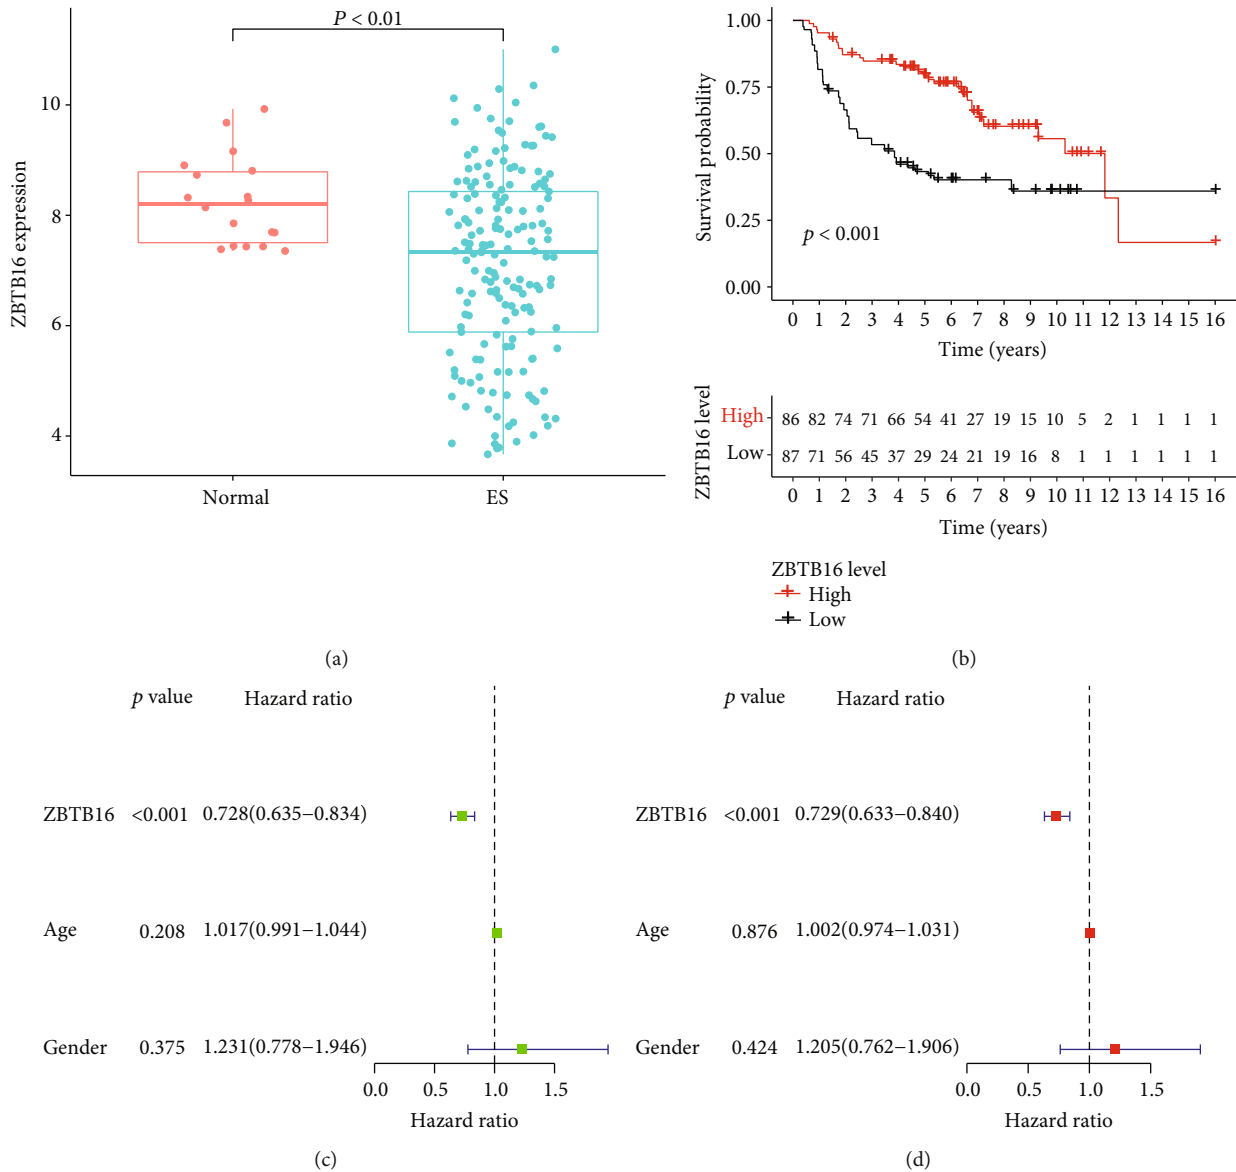 P < 0.01
ZBTB16 expression
10
8
6
4
Normal ES
(a)
Survival probability
1.00
0.75
0.50
0.25
0.00
p < 0.001
0 1 2 3 4 5 6 7 8 9 10 11 12 13 14 15 16
Time (years)
ZBTB16 level
High 86 82 74 71 66 54 41 27 19 15 10 5 2 1 1 1 1
Low 87 71 56 45 37 29 24 21 19 16 8 1 1 1 1 1 1
0 1 2 3 4 5 6 7 8 9 10 11 12 13 14 15 16
Time (years)
ZBTB16 level
High
Low
(b)
p value Hazard ratio
ZBTB16 <0.001 0.728(0.635–0.834)
Age 0.208 1.017(0.991–1.044)
Gender 0.375 1.231(0.778–1.946)
0.0 0.5 1.0 1.5
Hazard ratio
(c)
p value Hazard ratio
ZBTB16 <0.001 0.729(0.633–0.840)
Age 0.876 1.002(0.974–1.031)
Gender 0.424 1.205(0.762–1.906)
0.0 0.5 1.0 1.5
Hazard ratio
(d)